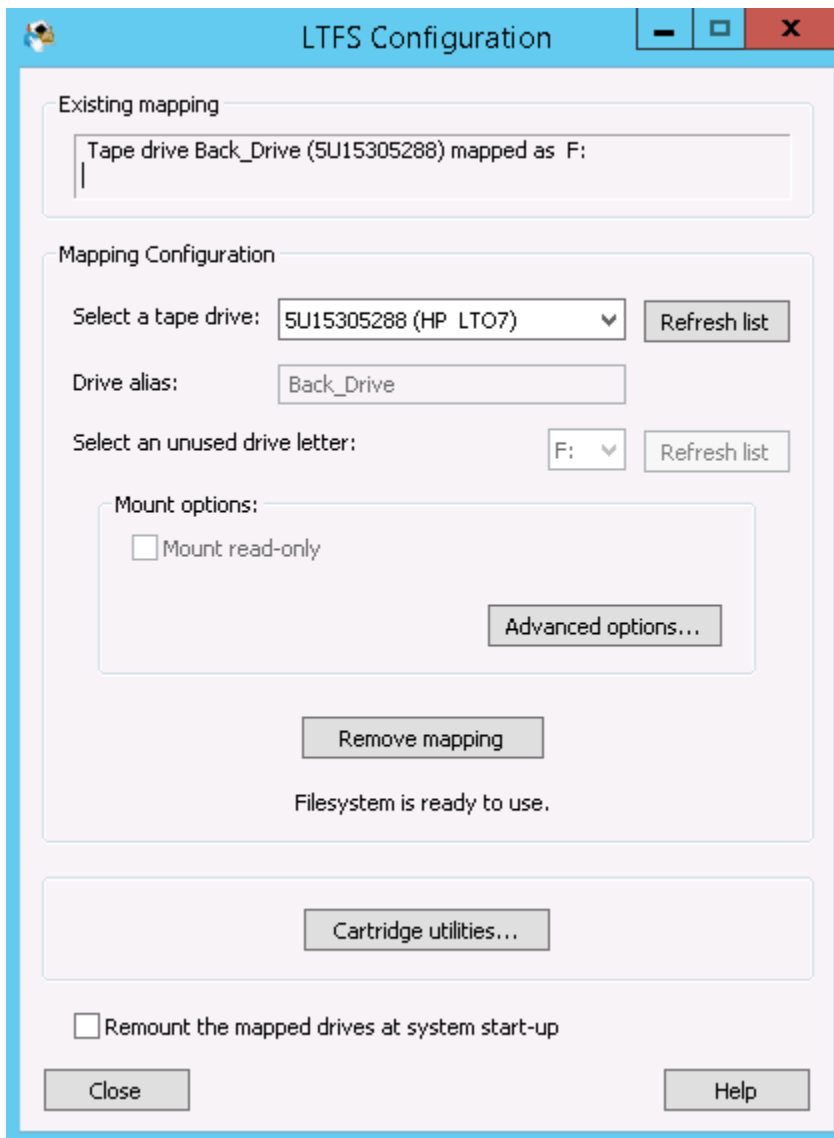 LTFS Configuration
Existing mapping
Tape drive Back_Drive (5U15305288) mapped as F:
Mapping Configuration
Select a tape drive: 5U15305288 (HP LTO7) Refresh list
Drive alias: Back_Drive
Select an unused drive letter: F: Refresh list
Mount options:
Mount read-only
Advanced options...
Remove mapping
Filesystem is ready to use.
Cartridge utilities...
Remount the mapped drives at system start-up
Close Help